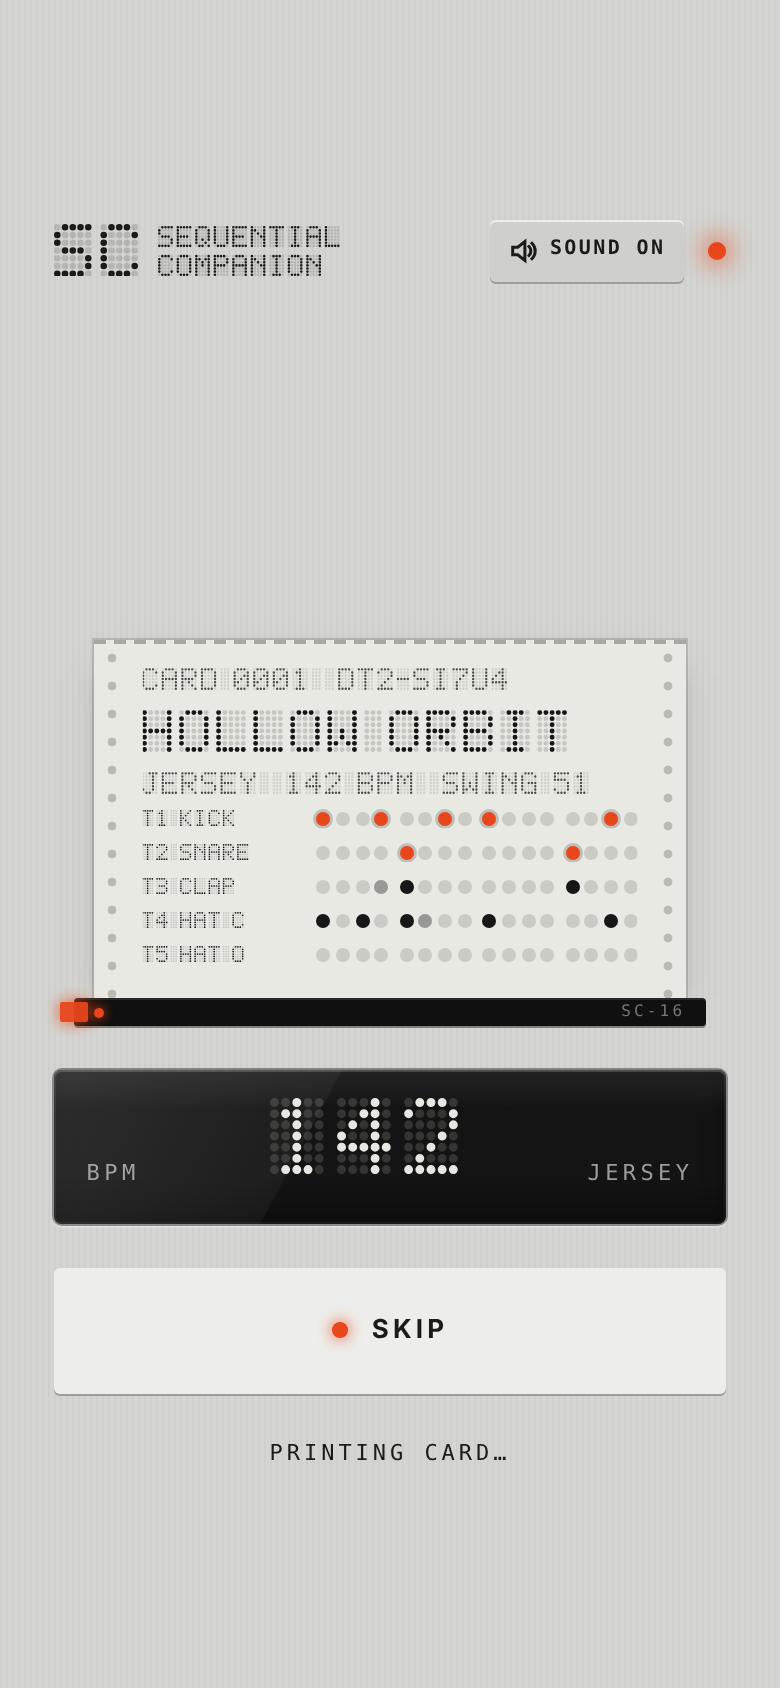 SC SEQUENTIAL COMPANION
SOUND ON
CARD 0001 DT2-SI7U4
HOLLOW ORBIT
JERSEY 142 BPM SWING 51
T1 KICK
T2 SNARE
T3 CLAP
T4 HAT C
T5 HAT O
SC-16
BPM 142 JERSEY
SKIP
PRINTING CARD…